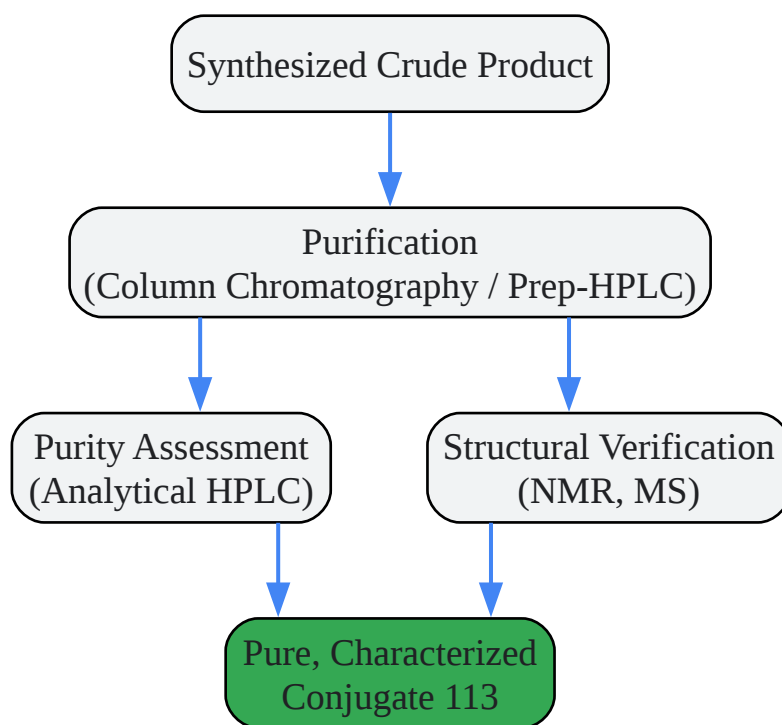 Synthesized Crude Product
Purification
(Column Chromatography / Prep-HPLC)
Purity Assessment
(Analytical HPLC)
Structural Verification
(NMR, MS)
Pure, Characterized
Conjugate 113